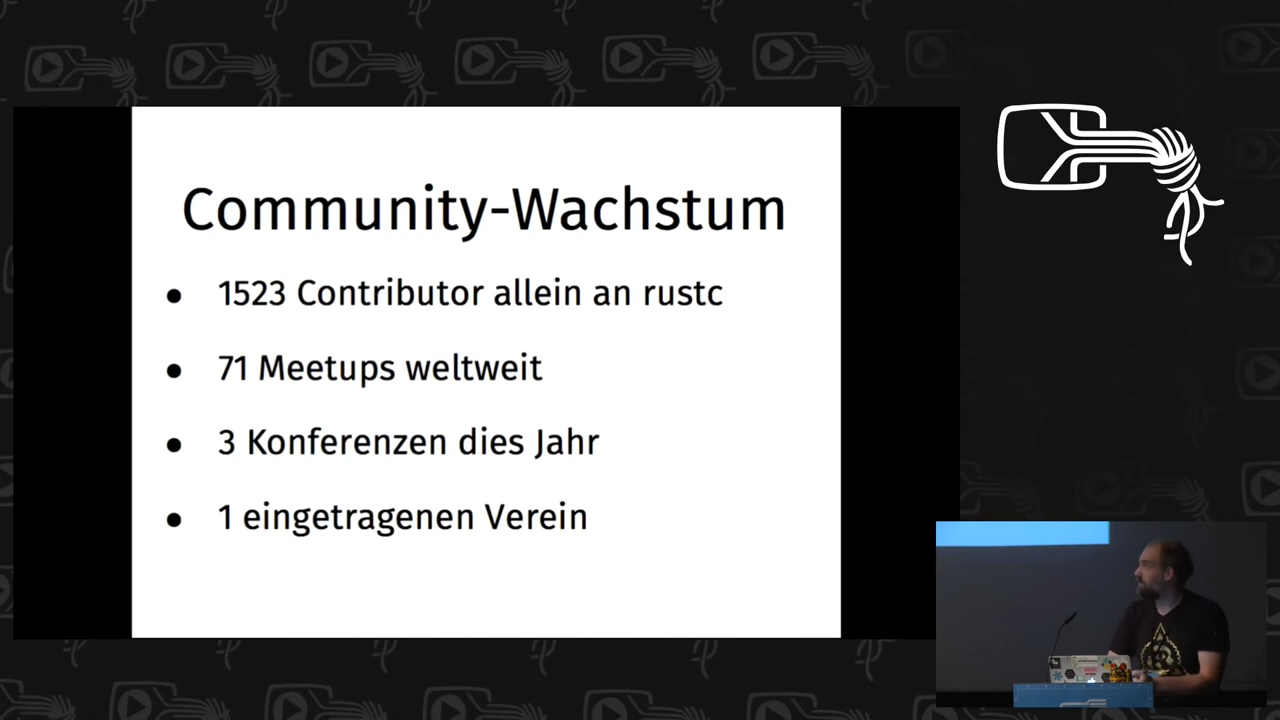 Community-Wachstum
1523 Contributor allein an rustc
71 Meetups weltweit
3 Konferenzen dies Jahr
1 eingetragenen Verein